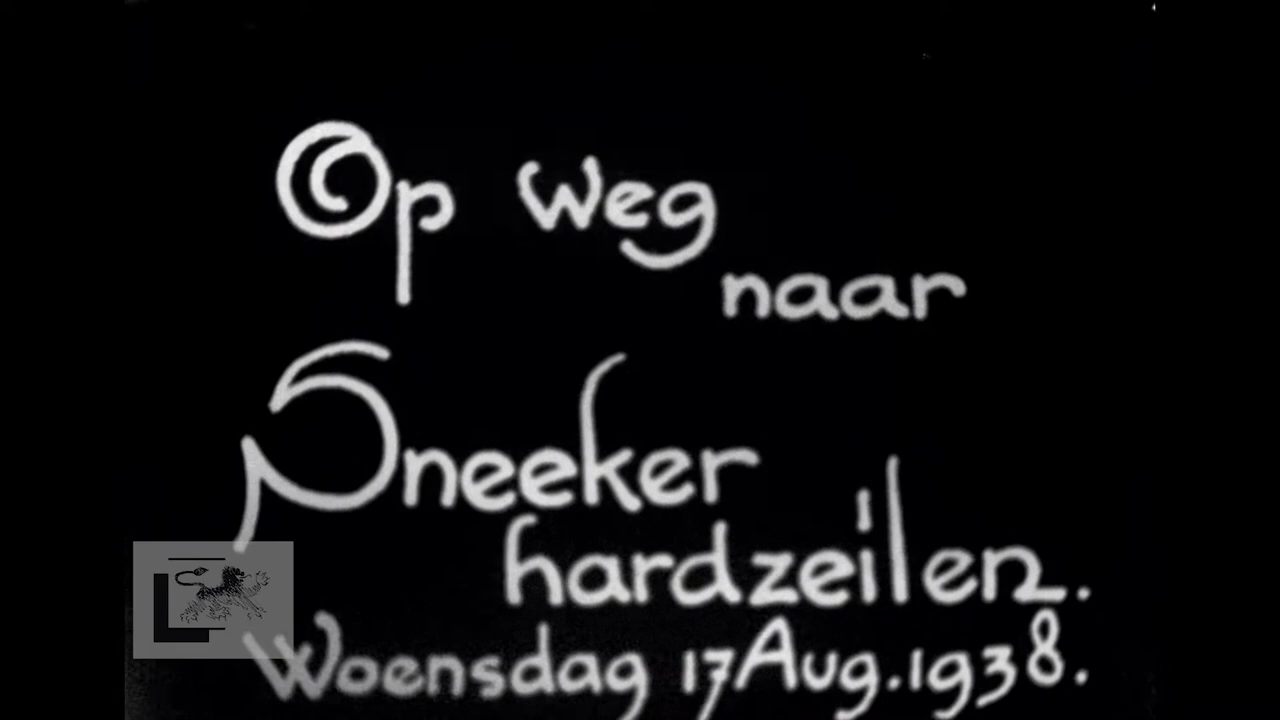 Op weg
naar
Sneeker
hardzeilen.
Woensdag 17 Aug. 1938.